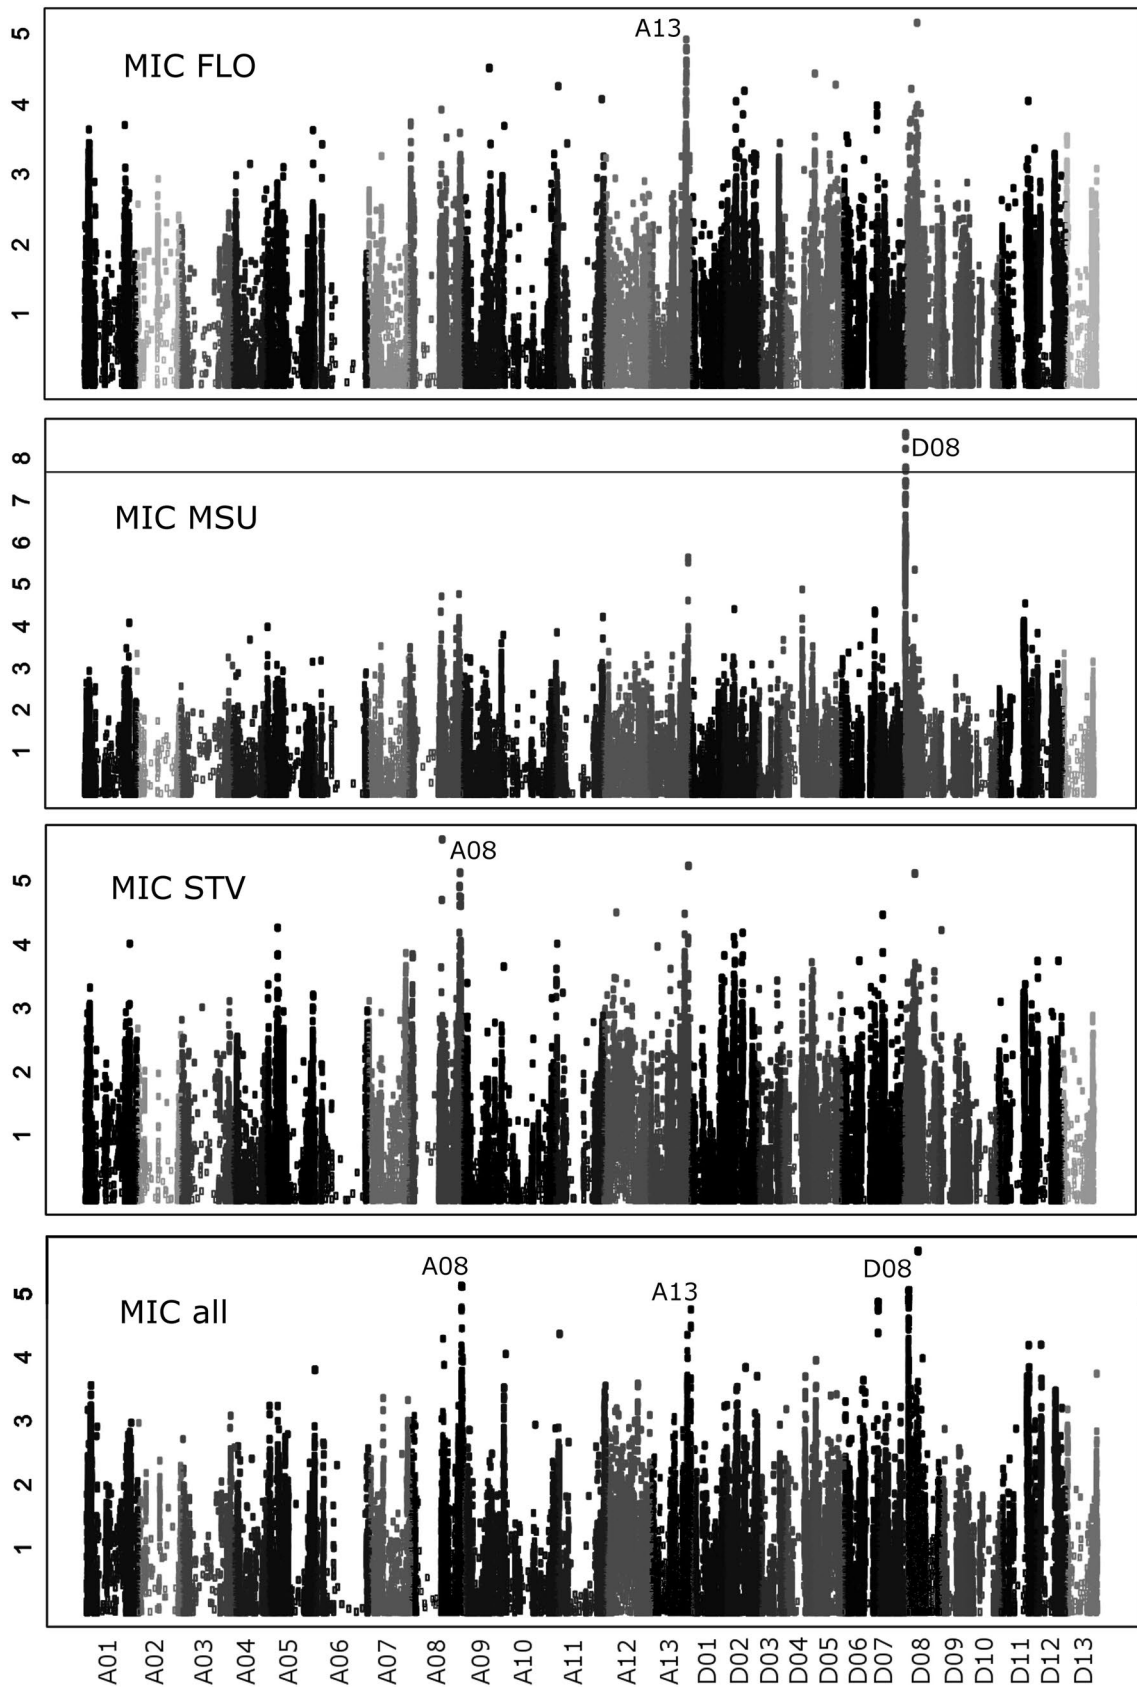 5
4
3
2
1
MIC FLO
A13
8
7
6
5
4
3
2
1
MIC MSU
D08
5
4
3
2
1
MIC STV
A08
5
4
3
2
1
MIC all
A08
A13
D08
A01 A02 A03 A04 A05 A06 A07 A08 A09 A10 A11 A12 A13 D01 D02 D03 D04 D05 D06 D07 D08 D09 D10 D11 D12 D13